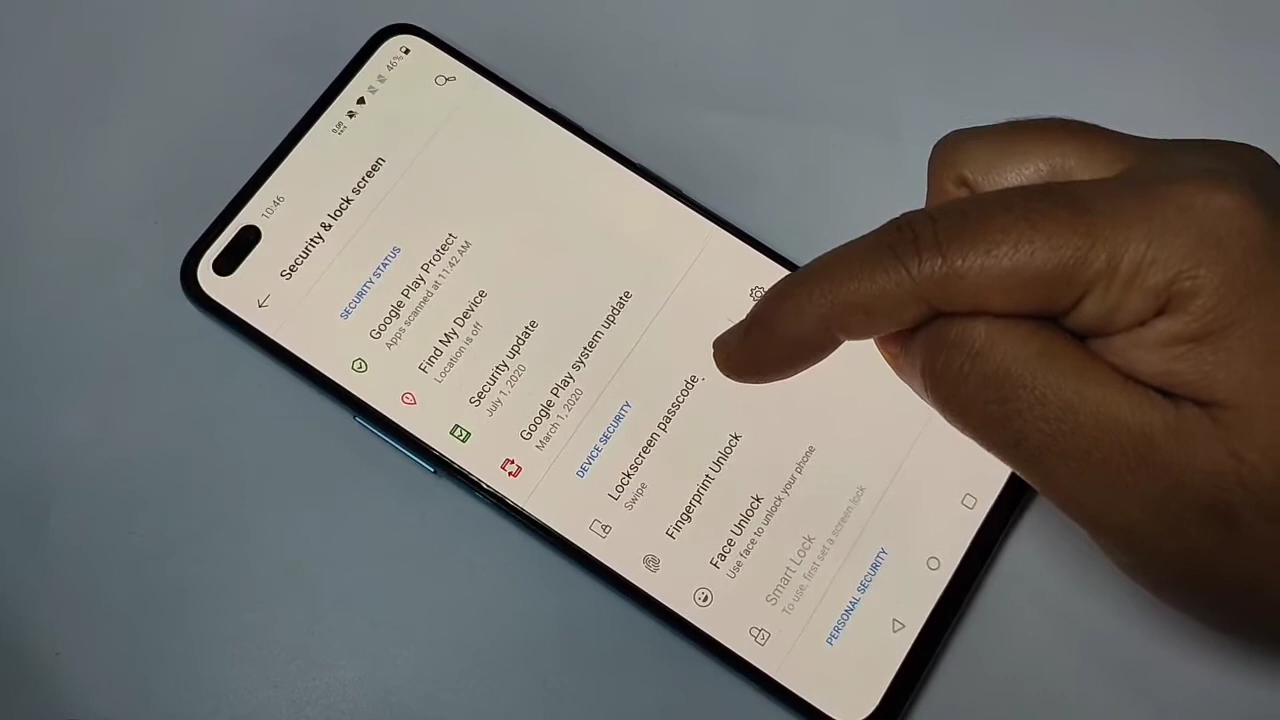 10:46
0.00
46%
Security & lock screen
SECURITY STATUS
Google Play Protect
Apps scanned at 11:42 AM
Find My Device
Location is off
Security update
July 1, 2020
Google Play system update
March 1, 2020
DEVICE SECURITY
Lockscreen passcode
Swipe
Fingerprint Unlock
Face Unlock
Use face to unlock your phone
Smart Lock
To use, first set a screen lock
PERSONAL SECURITY